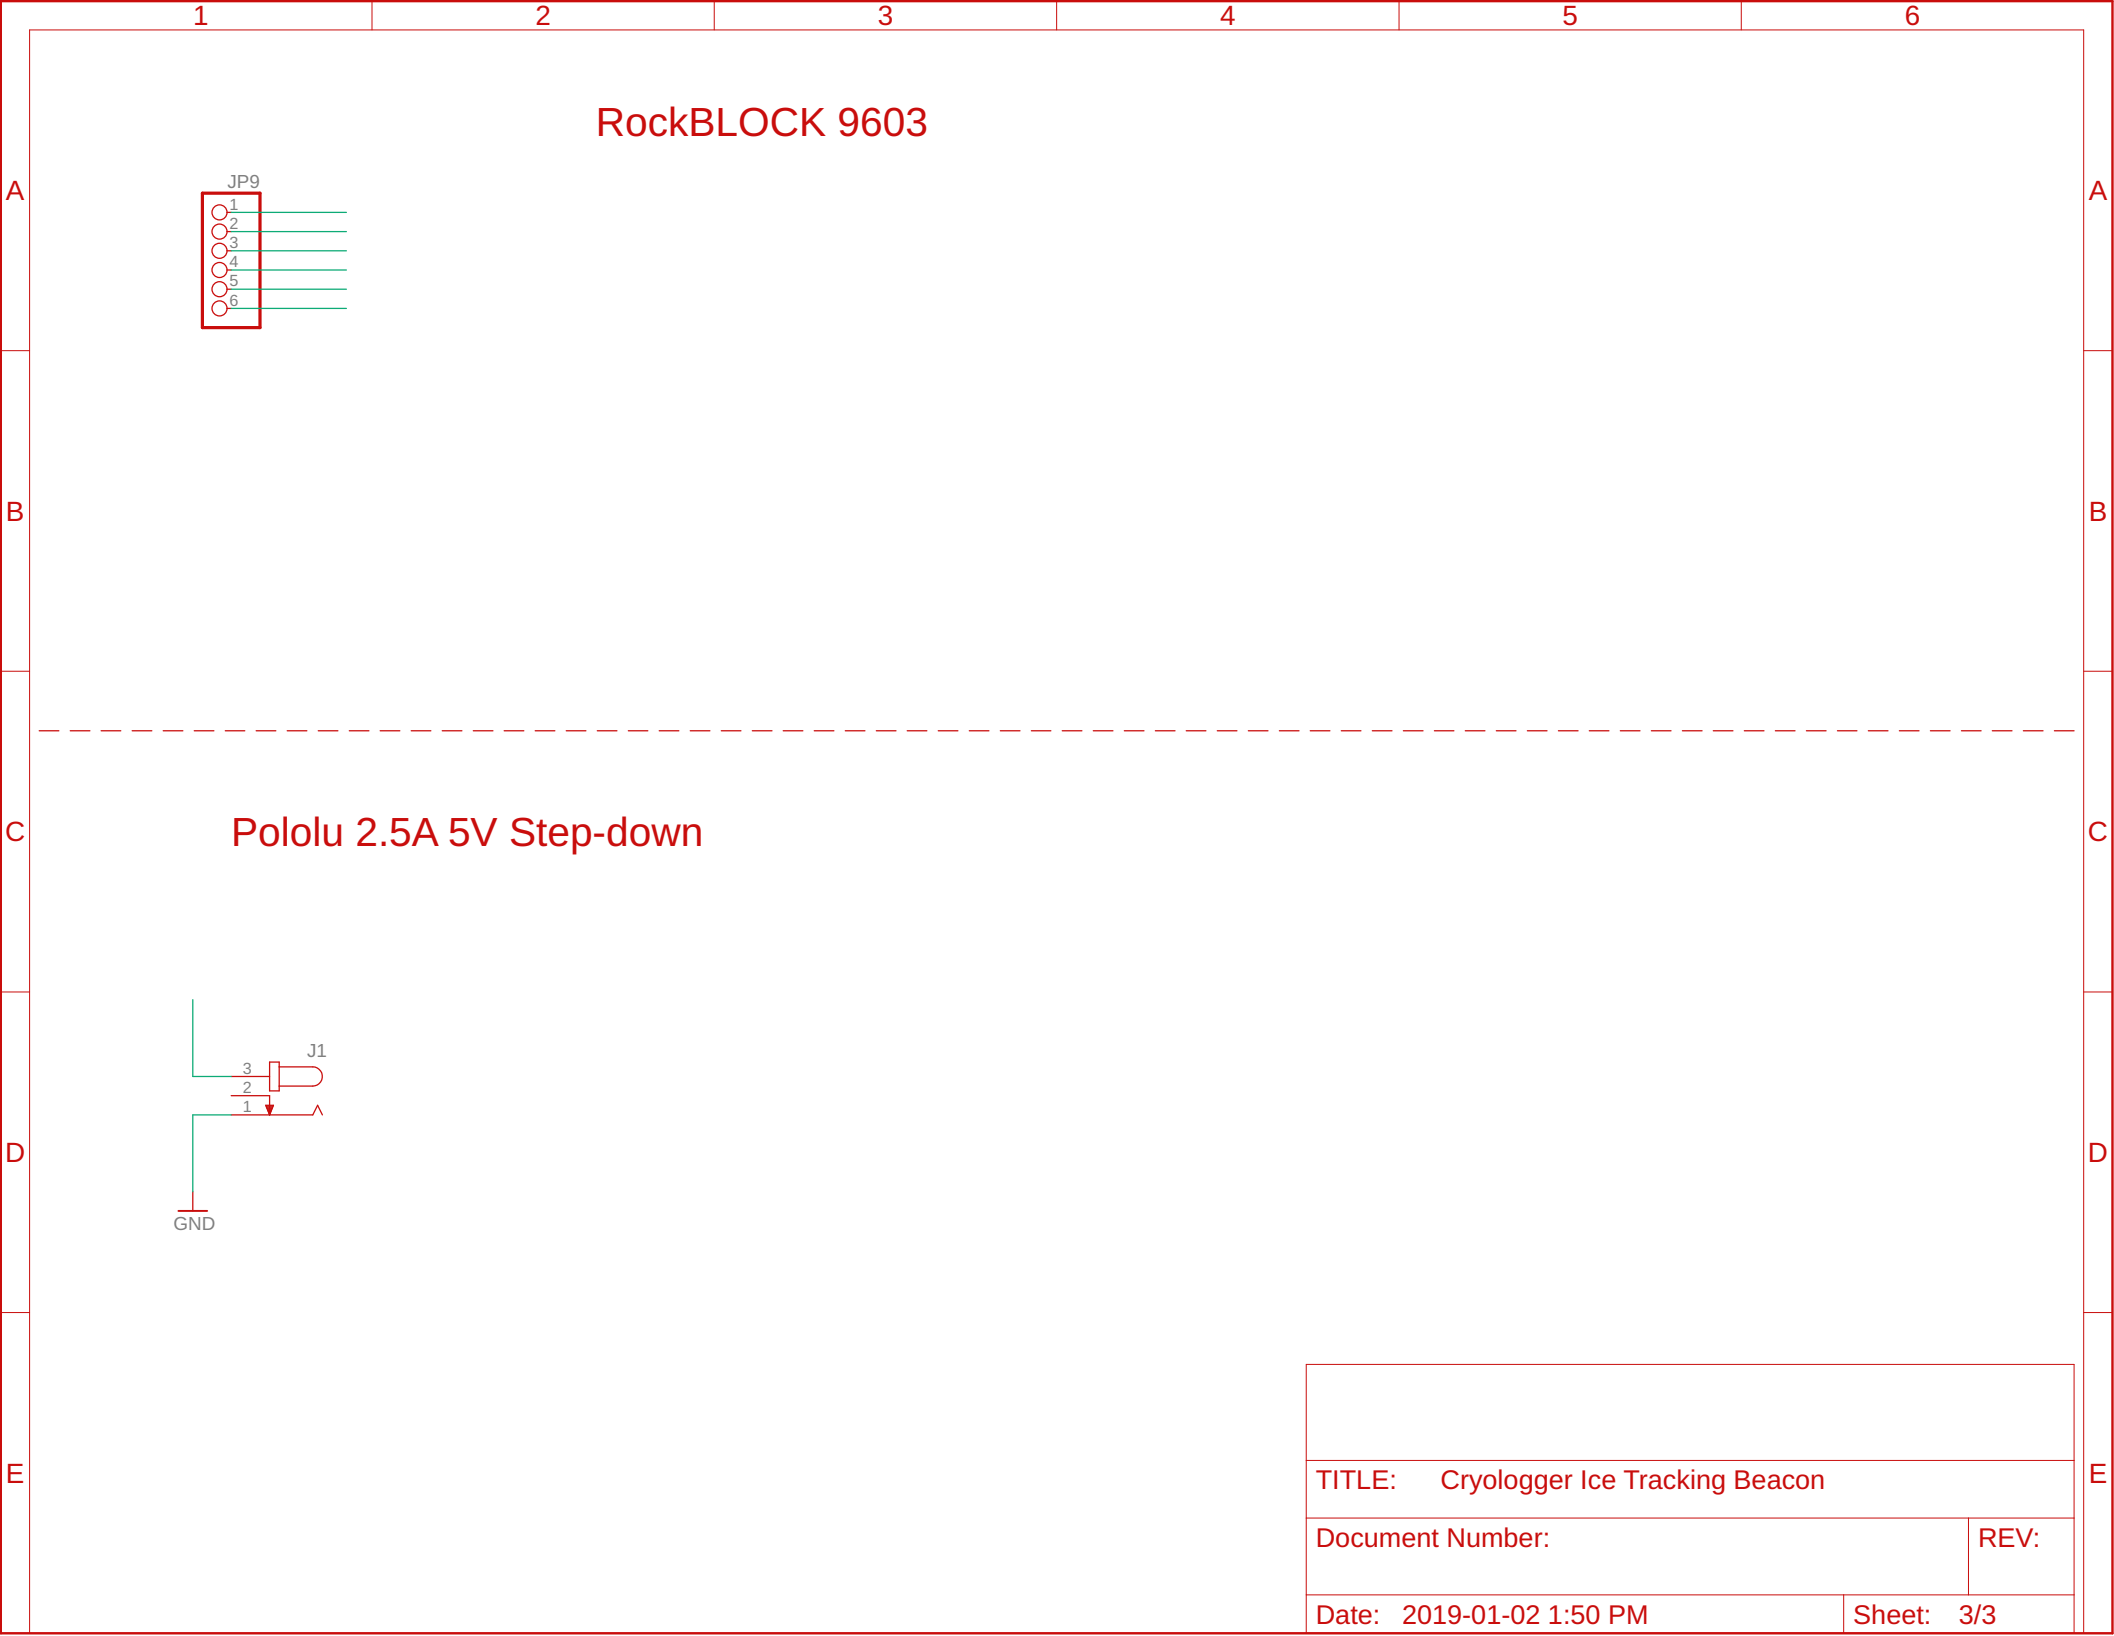 1 2 3 4 5 6
RockBLOCK 9603
A A
JP9
1
2
3
4
5
6
B B
Pololu 2.5A 5V Step-down
C C
J1
3
2
1
D D
GND
E E
TITLE: Cryologger Ice Tracking Beacon
Document Number: REV:
Date: 2019-01-02 1:50 PM Sheet: 3/3